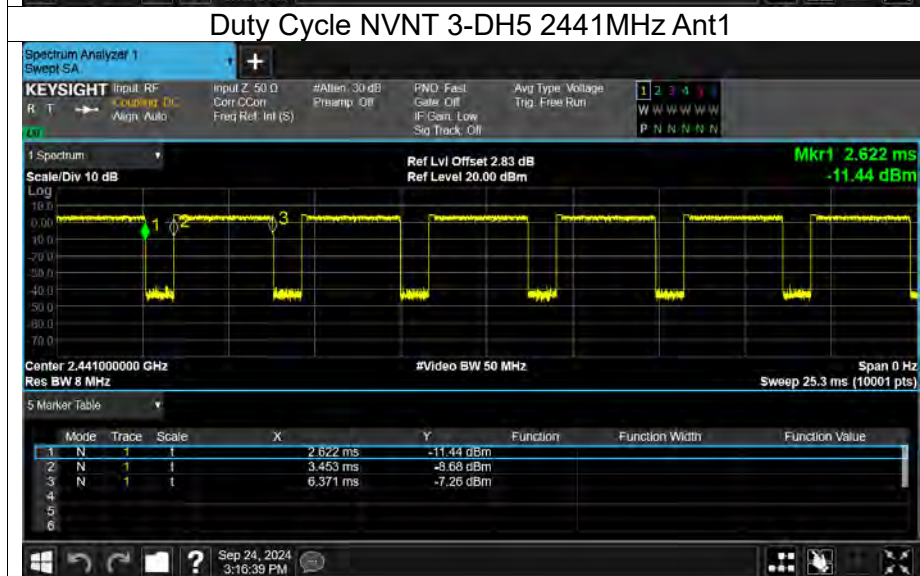 Duty Cycle NVNT 3-DH5 2441MHz Ant1
Spectrum Analyzer 1
Swept SA
+
KEYSIGHT Input: RF Input Z: 50 Ω #Atten: 30 dB PNO: Fast Avg Type: Voltage 1 2 3 4 5 6
R T Coupling: DC Corr CCorr Preamp: Off Gate: Off Trig: Free Run W W W W W W
Align: Auto Freq Ref: Int (S) IF Gain: Low
LXI Sig Track: Off P N N N N N
1 Spectrum Ref Lvl Offset 2.83 dB Mkr1 2.622 ms
Scale/Div 10 dB Ref Level 20.00 dBm -11.44 dBm
Log
10.0
0.00
1 2 3
-10.0
-20.0
-30.0
-40.0
-50.0
-60.0
-70.0
Center 2.441000000 GHz #Video BW 50 MHz Span 0 Hz
Res BW 8 MHz Sweep 25.3 ms (10001 pts)
5 Marker Table
Mode Trace Scale X Y Function Function Width Function Value
1 N 1 t 2.622 ms -11.44 dBm
2 N 1 t 3.453 ms -8.68 dBm
3 N 1 t 6.371 ms -7.26 dBm
4
5
6
? Sep 24, 2024
3:16:39 PM